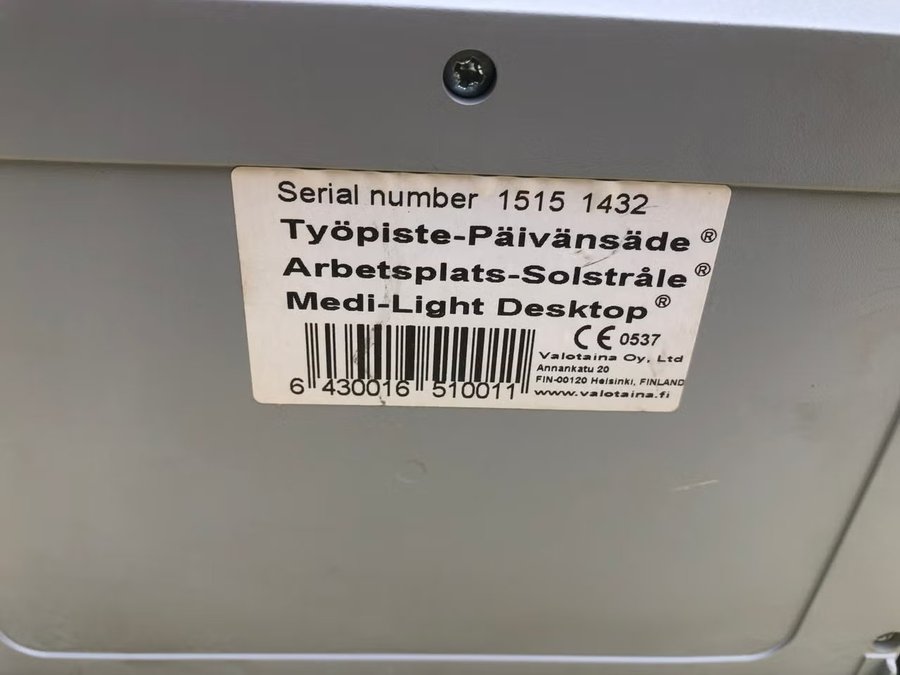 Serial number 1515 1432
Työpiste-Päivänsäde ®
Arbetsplats-Solstråle ®
Medi-Light Desktop ®
CE 0537
Valotaina Oy, Ltd
Annankatu 20
FIN-00120 Helsinki, FINLAND
www.valotaina.fi
6 430016 510011